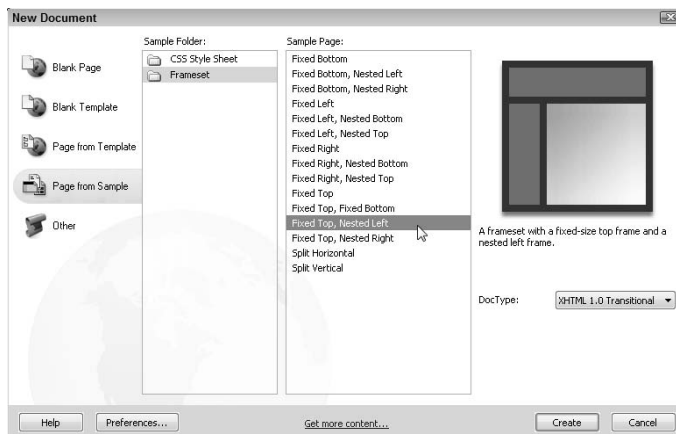 New Document
Sample Folder:
Sample Page:
Blank Page
Blank Template
Page from Template
Page from Sample
Other
CSS Style Sheet
Frameset
Fixed Bottom
Fixed Bottom, Nested Left
Fixed Bottom, Nested Right
Fixed Left
Fixed Left, Nested Bottom
Fixed Left, Nested Top
Fixed Right
Fixed Right, Nested Bottom
Fixed Right, Nested Top
Fixed Top
Fixed Top, Fixed Bottom
Fixed Top, Nested Left
Fixed Top, Nested Right
Split Horizontal
Split Vertical
A frameset with a fixed-size top frame and a
nested left frame.
DocType:
XHTML 1.0 Transitional
Help
Preferences...
Get more content...
Create
Cancel